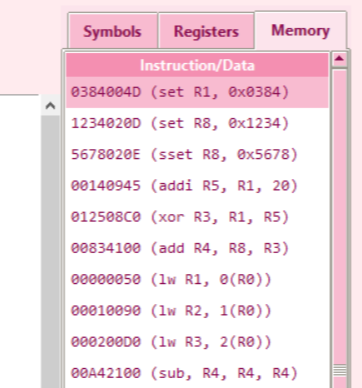 Symbols Registers Memory
Instruction/Data
0384004D (set R1, 0x0384)
1234020D (set R8, 0x1234)
5678020E (sset R8, 0x5678)
00140945 (addi R5, R1, 20)
012508C0 (xor R3, R1, R5)
00834100 (add R4, R8, R3)
00000050 (lw R1, 0(R0))
00010090 (lw R2, 1(R0))
000200D0 (lw R3, 2(R0))
00A42100 (sub, R4, R4, R4)